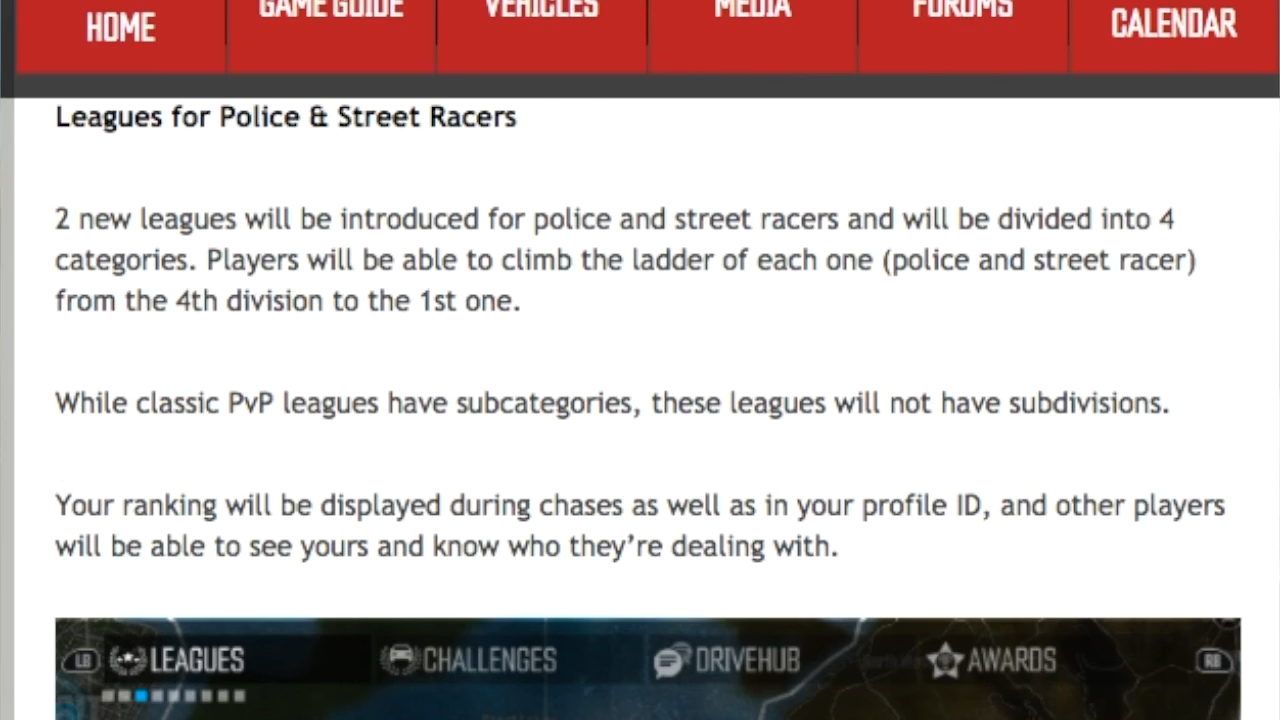 HOME GAME GUIDE VEHICLES MEDIA FORUMS CALENDAR
Leagues for Police & Street Racers
2 new leagues will be introduced for police and street racers and will be divided into 4
categories. Players will be able to climb the ladder of each one (police and street racer)
from the 4th division to the 1st one.
While classic PvP leagues have subcategories, these leagues will not have subdivisions.
Your ranking will be displayed during chases as well as in your profile ID, and other players
will be able to see yours and know who they’re dealing with.
LB LEAGUES CHALLENGES DRIVEHUB AWARDS RB